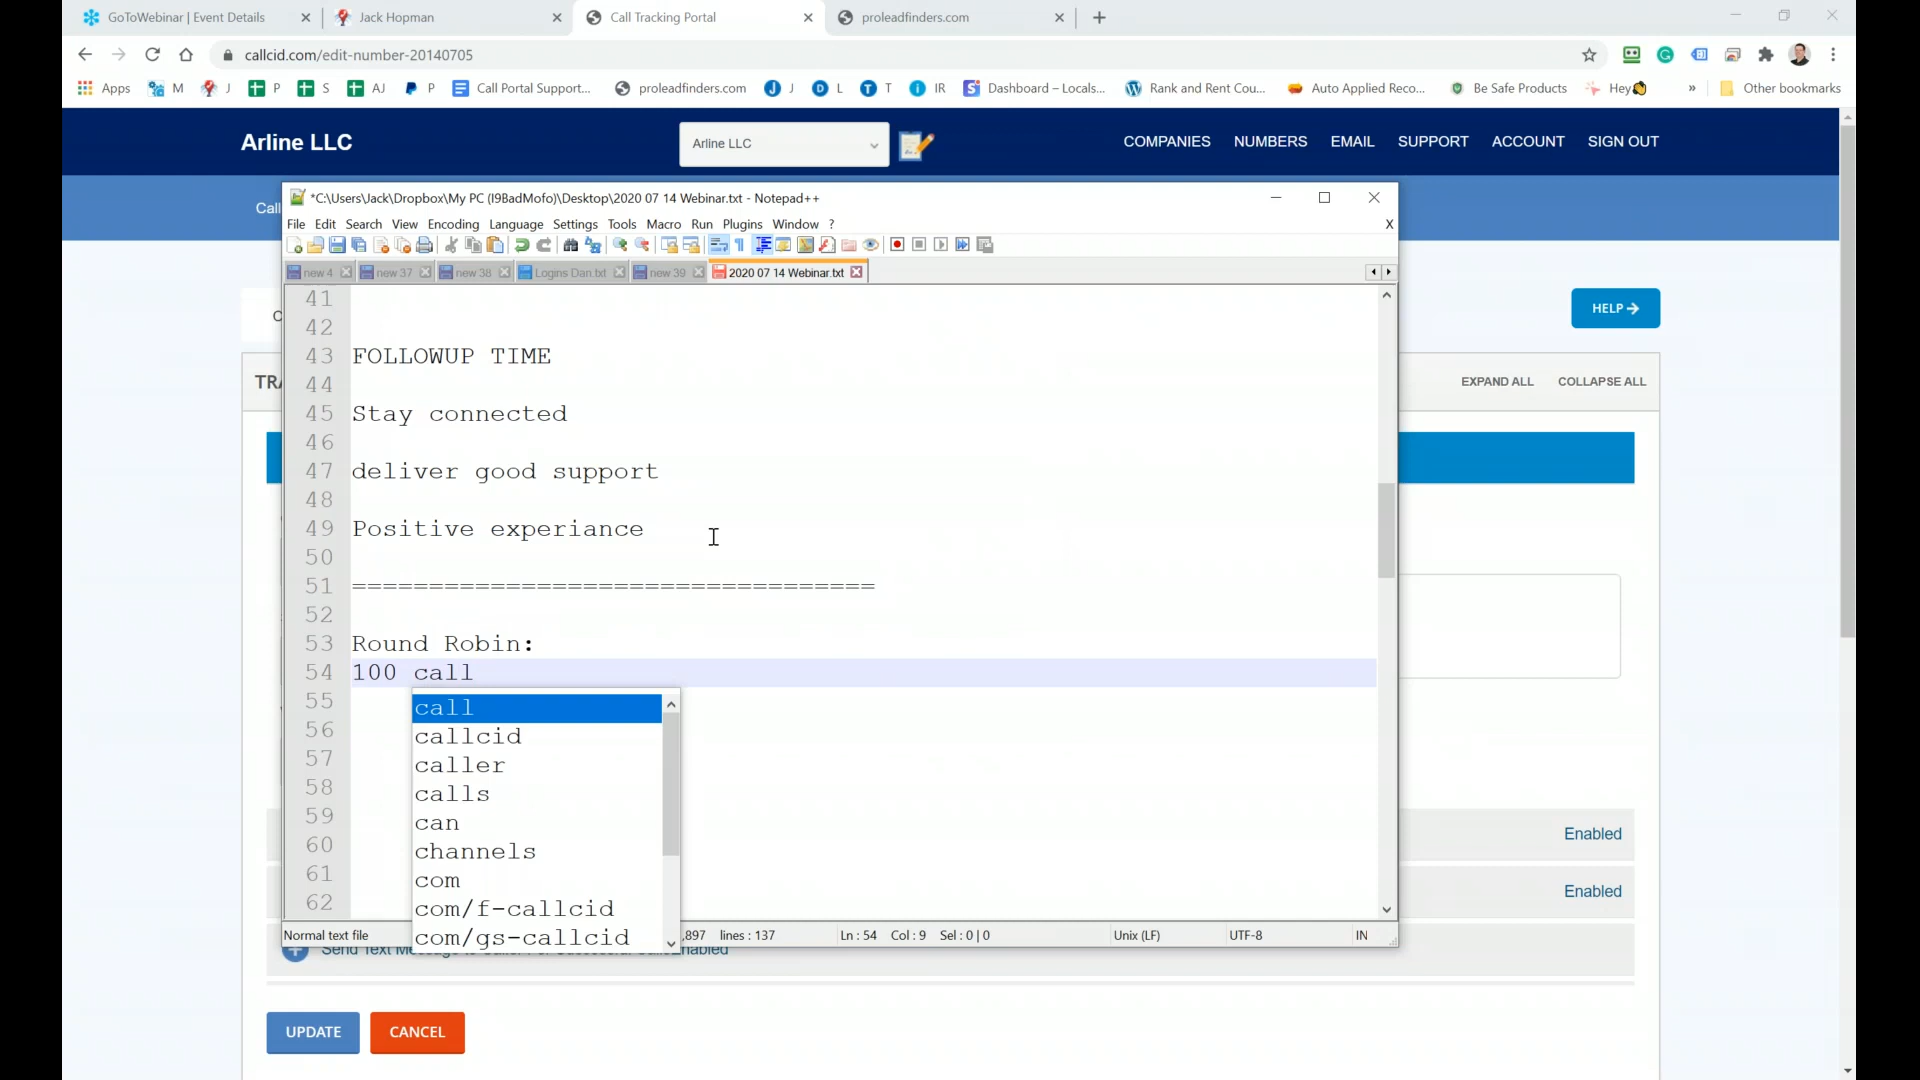 GoToWebinar | Event Details
Jack Hopman
Call Tracking Portal
proleadfinders.com
callcid.com/edit-number-20140705
Apps M J P S AJ P Call Portal Support... proleadfinders.com J L T IR Dashboard – Locals... Rank and Rent Cou... Auto Applied Reco... Be Safe Products Hey » Other bookmarks
Arline LLC
Arline LLC
COMPANIES NUMBERS EMAIL SUPPORT ACCOUNT SIGN OUT
*C:\Users\Jack\Dropbox\My PC (I9BadMofo)\Desktop\2020 07 14 Webinar.txt - Notepad++
Call
File Edit Search View Encoding Language Settings Tools Macro Run Plugins Window ? X
new 4 new 37 new 38 Logins Dan.txt new 39 2020 07 14 Webinar.txt
41
HELP
42
43 FOLLOWUP TIME
44
TRA
EXPAND ALL COLLAPSE ALL
45 Stay connected
46
47 deliver good support
48
49 Positive experiance
50
51 ==================================
52
53 Round Robin:
54 100 call
55
call
56
callcid
57
caller
58
calls
59
can
Enabled
60
channels
61
com
Enabled
62
com/f-callcid
com/gs-callcid
Normal text file ,897 lines : 137 Ln : 54 Col : 9 Sel : 0 | 0 Unix (LF) UTF-8 IN
UPDATE CANCEL